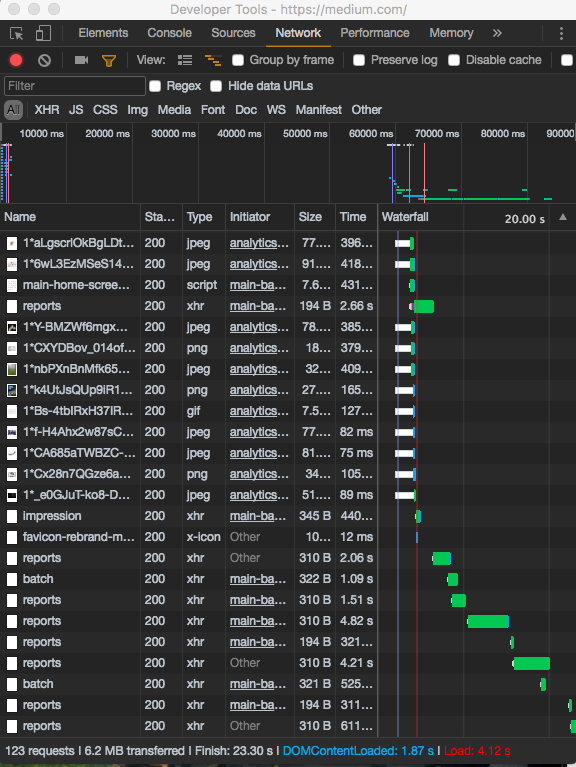 Developer Tools - https://medium.com/
Elements Console Sources Network Performance Memory »
View: Group by frame Preserve log Disable cache
Filter Regex Hide data URLs
All XHR JS CSS Img Media Font Doc WS Manifest Other
10000 ms 20000 ms 30000 ms 40000 ms 50000 ms 60000 ms 70000 ms 80000 ms 90000
Name Sta... Type Initiator Size Time Waterfall 20.00 s
1*aLgscrlOkBgLDt... 200 jpeg analytics... 77.... 396...
1*6wL3EzMSeS14... 200 jpeg analytics... 91.... 418...
main-home-scree... 200 script main-ba... 7.6... 431...
reports 200 xhr main-ba... 194 B 2.66 s
1*Y-BMZWf6mgx... 200 jpeg analytics... 78.... 385...
1*CXYDBov_014of... 200 png analytics... 18.... 379...
1*nbPXnBnMfk65... 200 jpeg analytics... 32.... 409...
1*k4UtJsQUp9iR1... 200 png analytics... 27.... 165...
1*Bs-4tbIRxH37IR... 200 gif analytics... 7.5... 127...
1*f-H4Ahx2w87sC... 200 jpeg analytics... 77.... 82 ms
1*CA685aTWBZC-... 200 jpeg analytics... 81.... 75 ms
1*Cx28n7QGze6a... 200 png analytics... 34.... 105...
1*_e0GJuT-ko8-D... 200 jpeg analytics... 51.... 89 ms
impression 200 xhr main-ba... 345 B 440...
favicon-rebrand-m... 200 x-icon Other 10... 12 ms
reports 200 xhr Other 310 B 2.06 s
batch 200 xhr main-ba... 322 B 1.09 s
reports 200 xhr main-ba... 310 B 1.51 s
reports 200 xhr main-ba... 310 B 4.82 s
reports 200 xhr main-ba... 194 B 321...
reports 200 xhr Other 310 B 4.21 s
batch 200 xhr main-ba... 321 B 525...
reports 200 xhr main-ba... 194 B 311...
reports 200 xhr Other 310 B 611...
123 requests | 6.2 MB transferred | Finish: 23.30 s | DOMContentLoaded: 1.87 s | Load: 4.12 s